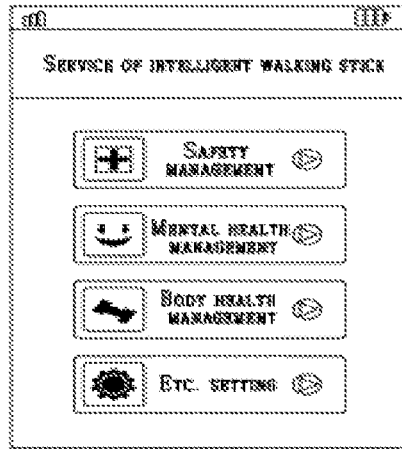 Service of intelligent walking stick
Safety
management
Mental health
management
Body health
management
Etc. setting